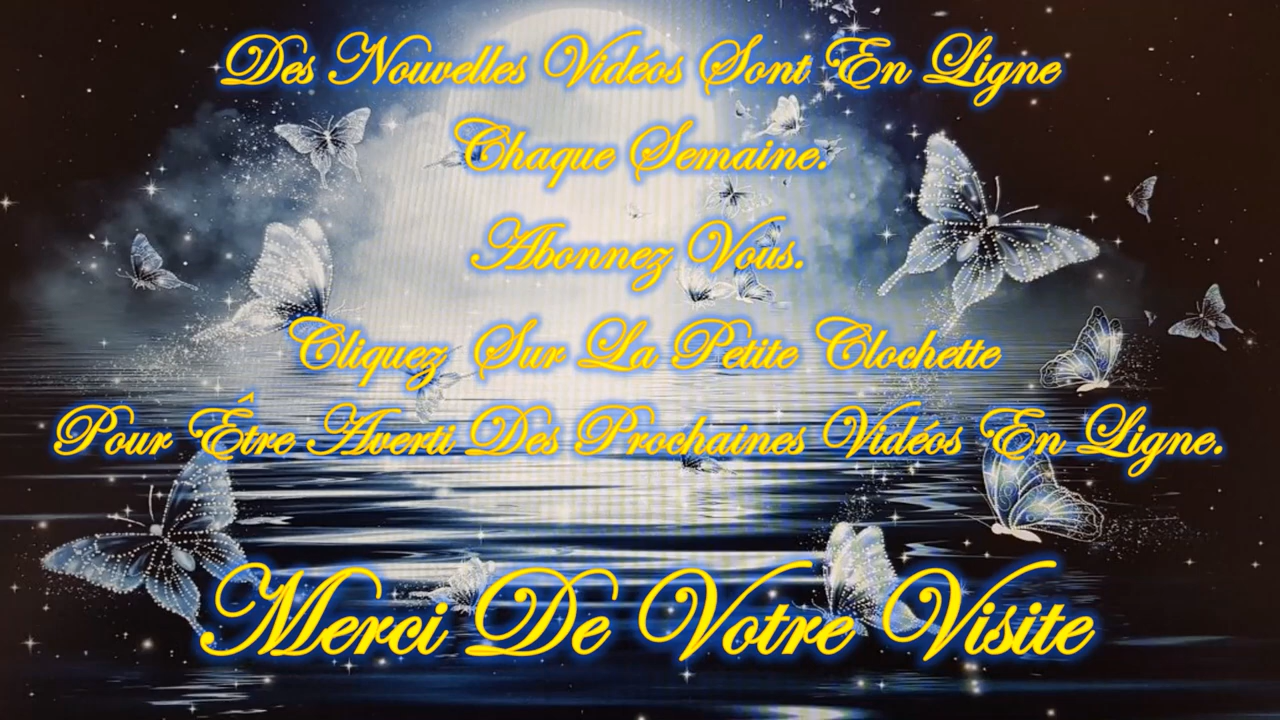 Des Nouvelles Vidéos Sont En Ligne
Chaque Semaine.
Abonnez Vous.
Cliquez Sur La Petite Clochette
Pour Être Averti Des Prochaines Vidéos En Ligne.
Merci De Votre Visite